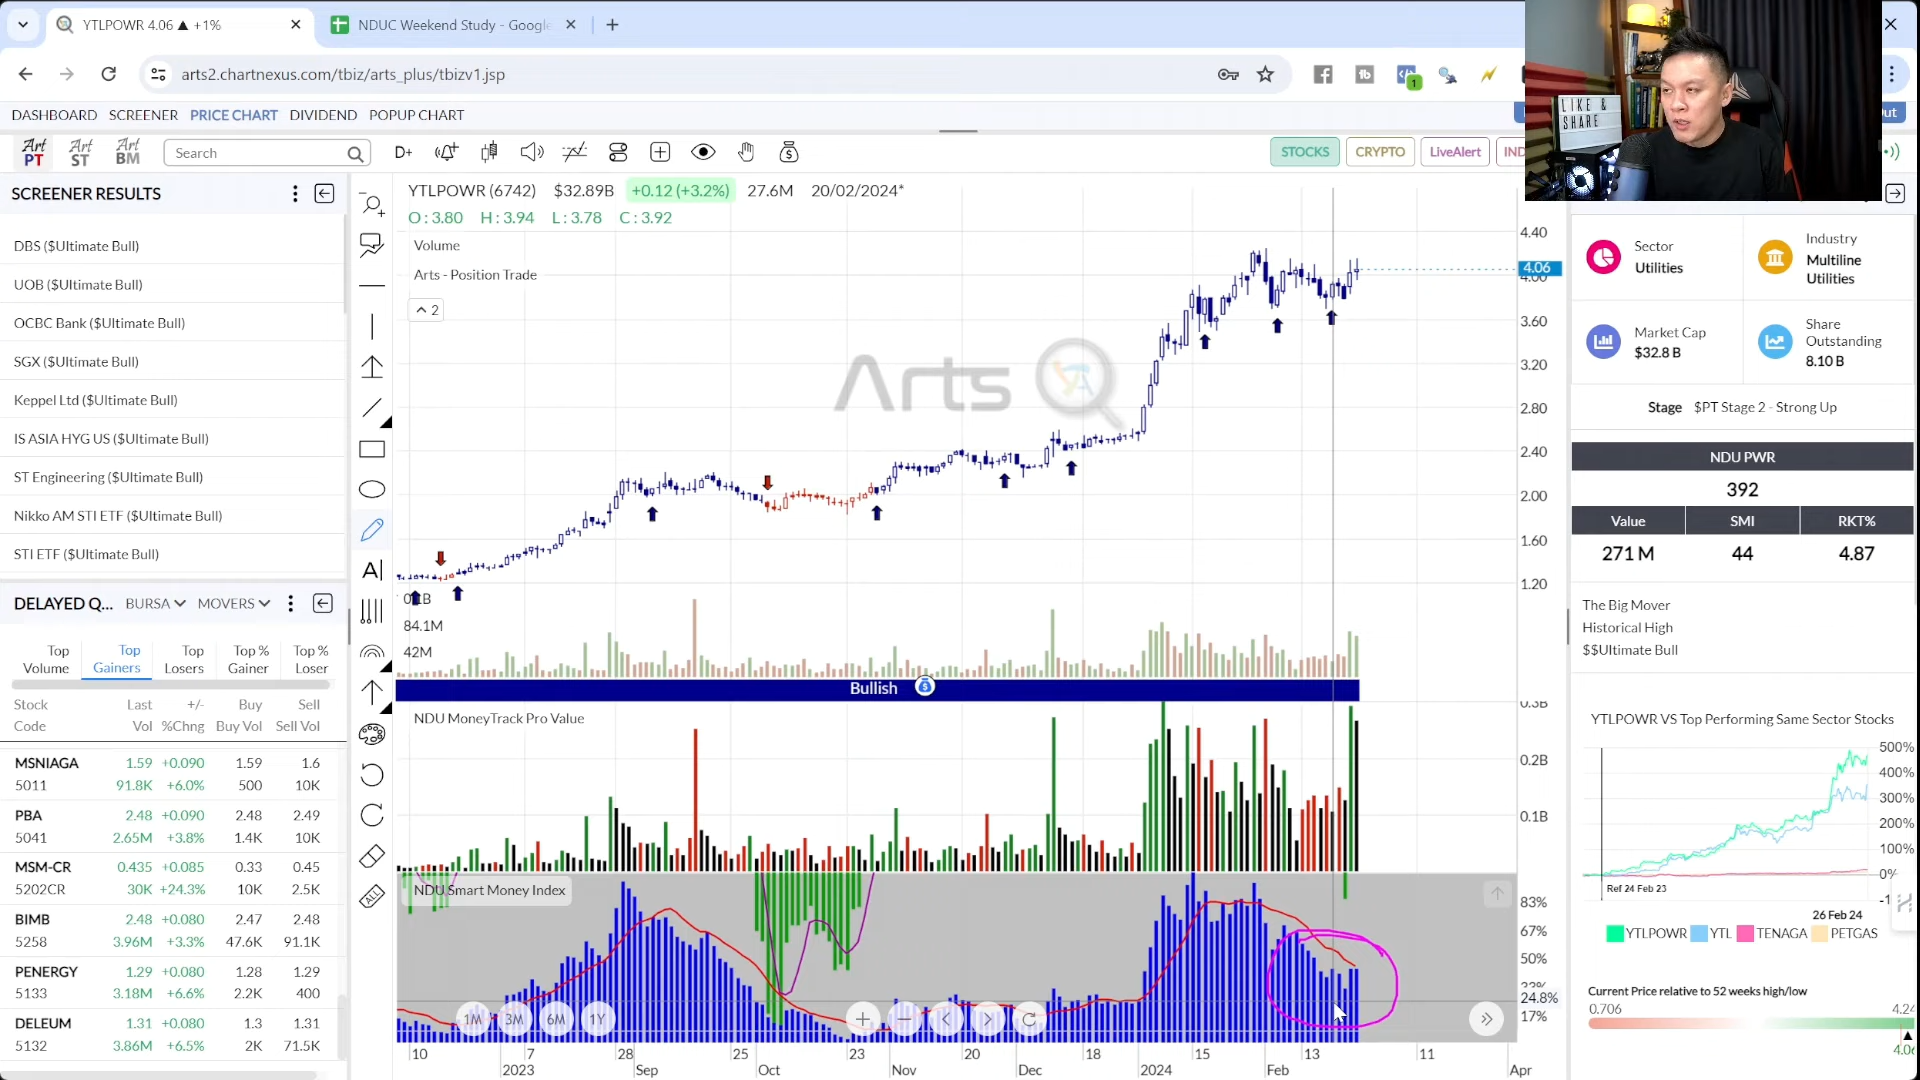 YTLPOWR 4.06 ▲ +1%
NDUC Weekend Study - Google
arts2.chartnexus.com/tbiz/arts_plus/tbizv1.jsp
1
LIKE &
SHARE
DASHBOARD SCREENER PRICE CHART DIVIDEND POPUP CHART
Art PT
Art ST
Art BM
Search
D+
STOCKS
CRYPTO
LiveAlert
SCREENER RESULTS
DBS ($Ultimate Bull)
UOB ($Ultimate Bull)
OCBC Bank ($Ultimate Bull)
SGX ($Ultimate Bull)
Keppel Ltd ($Ultimate Bull)
IS ASIA HYG US ($Ultimate Bull)
ST Engineering ($Ultimate Bull)
Nikko AM STI ETF ($Ultimate Bull)
STI ETF ($Ultimate Bull)
DELAYED Q... BURSA MOVERS
Top Volume
Top Gainers
Top Losers
Top % Gainer
Top % Loser
Stock Last +/- Buy Sell
Code Vol %Chng Buy Vol Sell Vol
MSNIAGA 1.59 +0.090 1.59 1.6
5011 91.8K +6.0% 500 10K
PBA 2.48 +0.090 2.48 2.49
5041 2.65M +3.8% 1.4K 10K
MSM-CR 0.435 +0.085 0.33 0.45
5202CR 30K +24.3% 10K 2.5K
BIMB 2.48 +0.080 2.47 2.48
5258 3.96M +3.3% 47.6K 91.1K
PENERGY 1.29 +0.080 1.28 1.29
5133 3.18M +6.6% 2.2K 400
DELEUM 1.31 +0.080 1.3 1.31
5132 3.86M +6.5% 2K 71.5K
A
ALL
YTLPOWR (6742) $32.89B +0.12 (+3.2%) 27.6M 20/02/2024*
O : 3.80 H : 3.94 L : 3.78 C : 3.92
Volume
Arts - Position Trade
2
Arts
4.40
4.06
3.60
3.20
2.80
2.40
2.00
1.60
1.20
84.1M
42M
Bullish
NDU MoneyTrack Pro Value
0.3B
0.2B
0.1B
NDU Smart Money Index
83%
67%
50%
24.8%
17%
1M 3M 6M 1Y
10 7 28 25 23 20 18 15 13 11
2023 Sep Oct Nov Dec 2024 Feb Apr
Sector
Utilities
Industry
Multiline
Utilities
Market Cap
$32.8 B
Share
Outstanding
8.10 B
Stage $PT Stage 2 - Strong Up
NDU PWR
392
Value SMI RKT%
271 M 44 4.87
The Big Mover
Historical High
$$Ultimate Bull
YTLPOWR VS Top Performing Same Sector Stocks
500%
400%
300%
200%
100%
0%
Ref 24 Feb 23
26 Feb 24
YTLPOWR YTL TENAGA PETGAS
Current Price relative to 52 weeks high/low
0.706 4.24